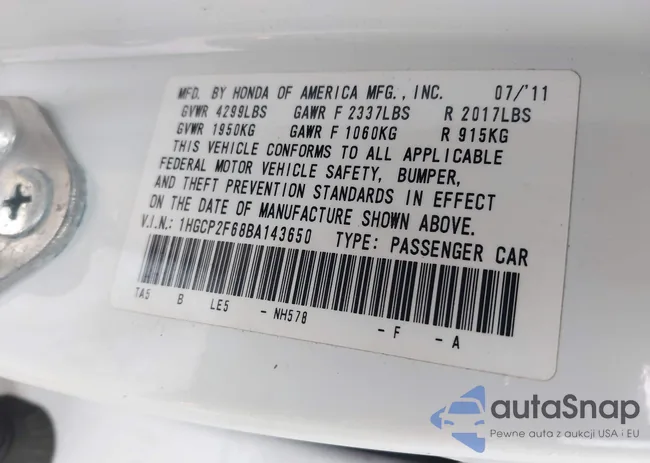 MFD. BY HONDA OF AMERICA MFG., INC. 07/'11
GVWR 4299LBS GAWR F 2337LBS R 2017LBS
GVWR 1950KG GAWR F 1060KG R 915KG
THIS VEHICLE CONFORMS TO ALL APPLICABLE
FEDERAL MOTOR VEHICLE SAFETY, BUMPER,
AND THEFT PREVENTION STANDARDS IN EFFECT
ON THE DATE OF MANUFACTURE SHOWN ABOVE.
V.I.N.: 1HGCP2F68BA143650 TYPE: PASSENGER CAR
TA5 B LE5 - NH578 - F - A
autaSnap
Pewne auta z aukcji USA i EU